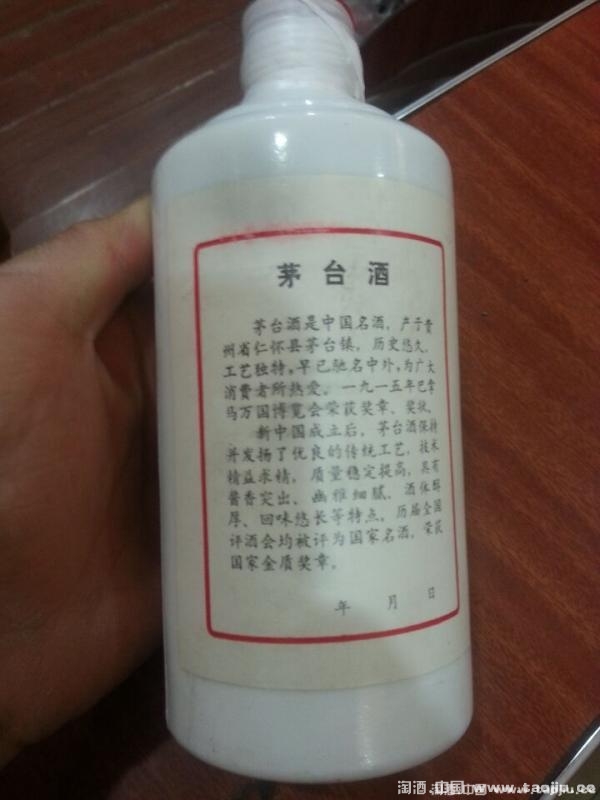 茅台酒
茅台酒是中国名酒，产于贵
州省仁怀县茅台镇，历史悠久，
工艺独特，早已驰名中外，为广大
消费者所热爱。一九一五年巴拿
马万国博览会荣获奖章、奖状。
新中国成立后，茅台酒保持
并发扬了优良的传统工艺，技术
精益求精，质量稳定提高，具有
酱香突出、幽雅细腻、酒体醇
厚、回味悠长等特点，历届全国
评酒会均被评为国家名酒，荣获
国家金质奖章。
年 月 日
淘酒·中国 www.taojiu.cc